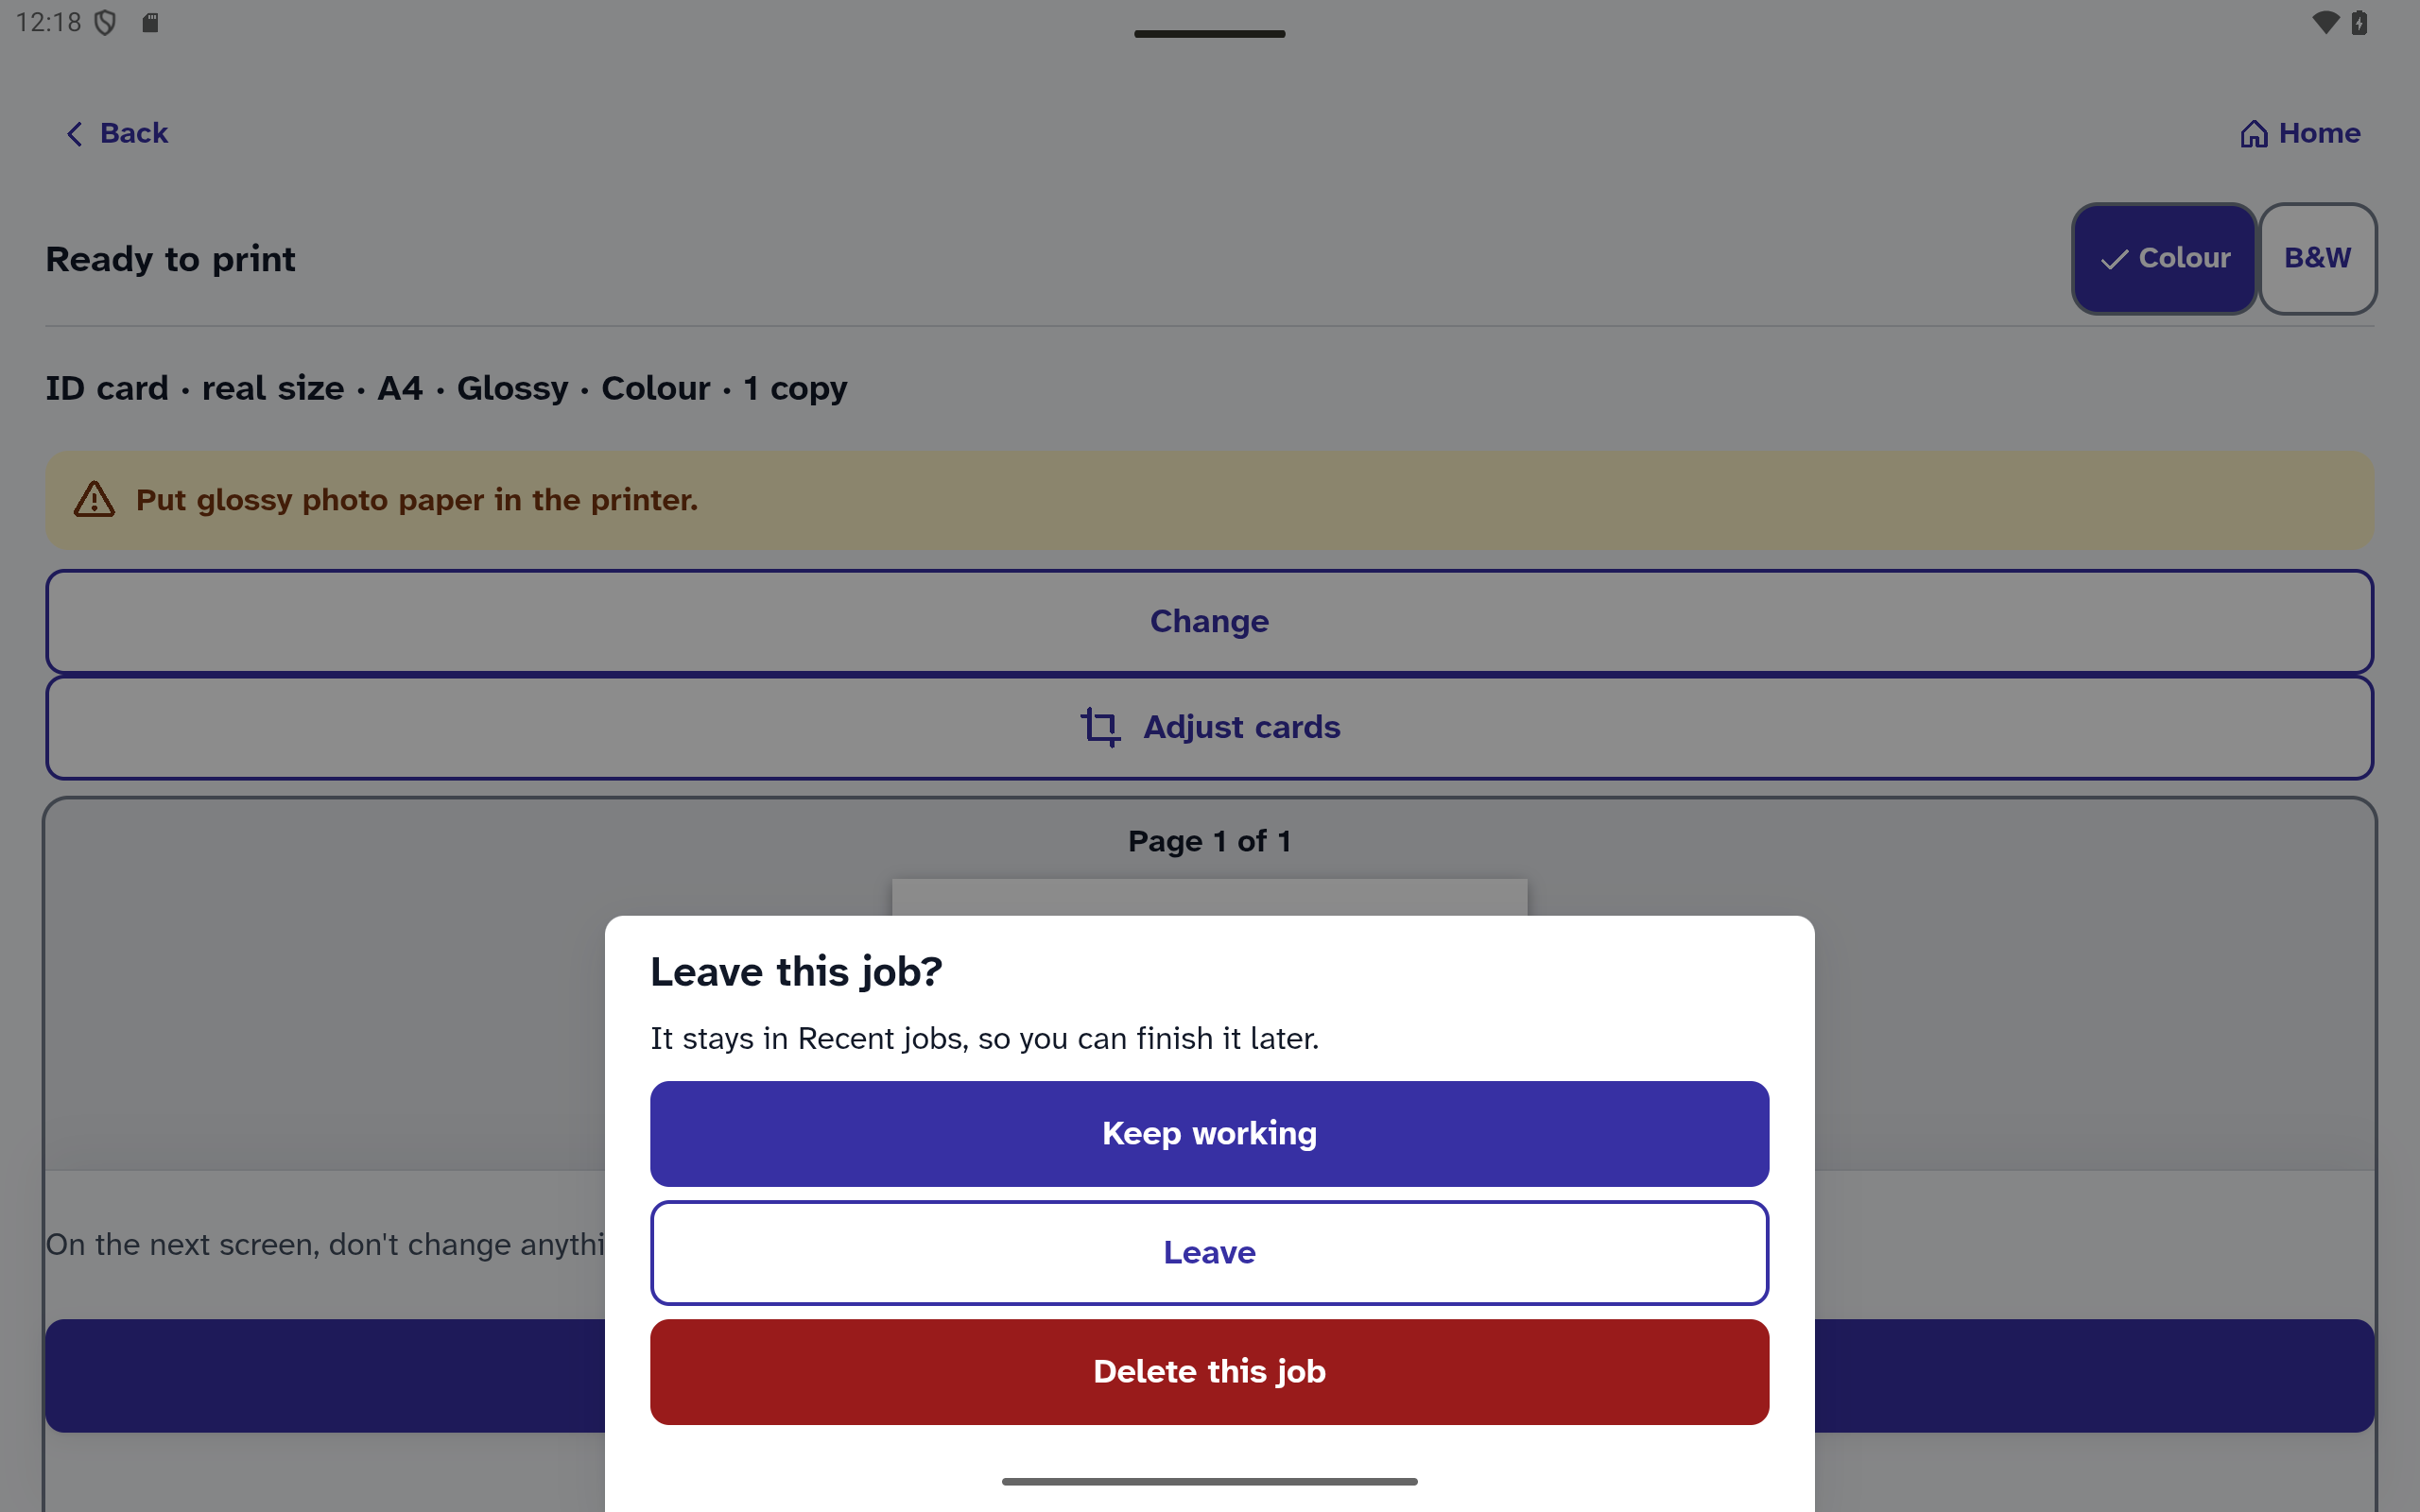 12:18
Back
Home
Ready to print
Colour
B&W
ID card · real size · A4 · Glossy · Colour · 1 copy
Put glossy photo paper in the printer.
Change
Adjust cards
Page 1 of 1
Leave this job?
It stays in Recent jobs, so you can finish it later.
Keep working
On the next screen, don't change
Leave
Delete this job